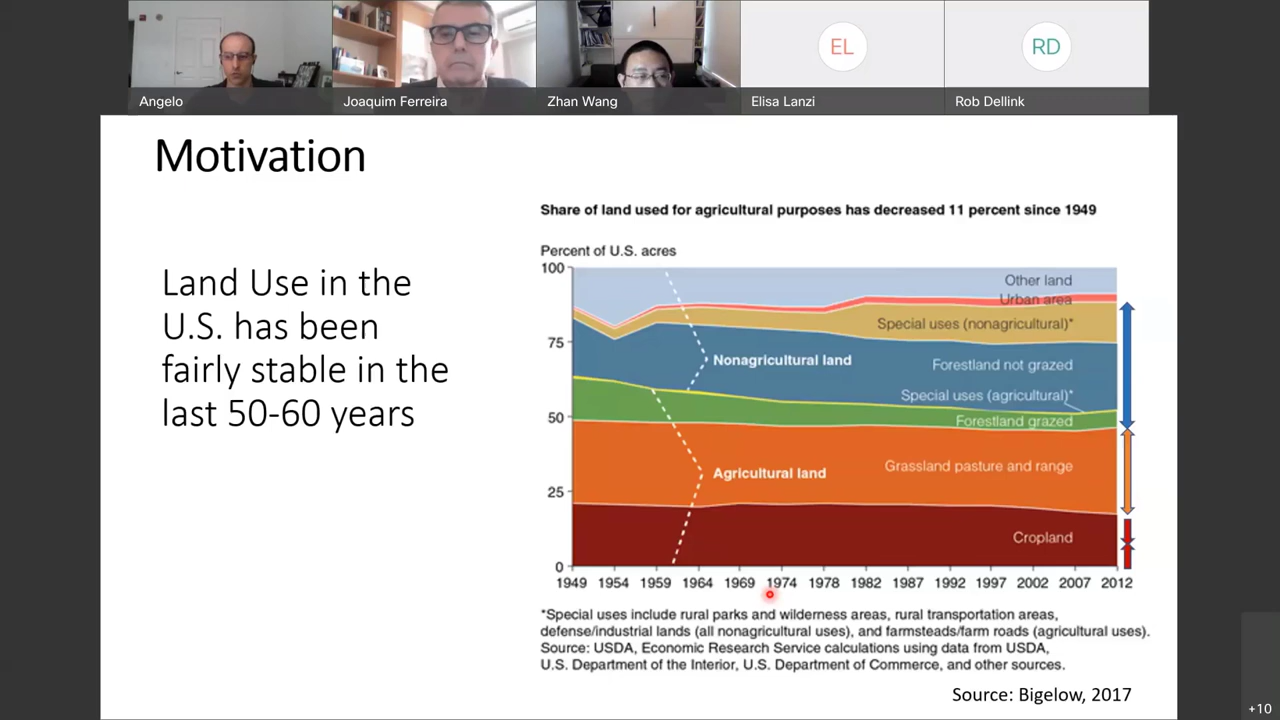 EL
RD
Angelo
Joaquim Ferreira
Zhan Wang
Elisa Lanzi
Rob Dellink
Motivation
Land Use in the
U.S. has been
fairly stable in the
last 50-60 years
Share of land used for agricultural purposes has decreased 11 percent since 1949
Percent of U.S. acres
100
75
50
25
0
Other land
Urban area
Special uses (nonagricultural)*
Nonagricultural land
Forestland not grazed
Special uses (agricultural)*
Forestland grazed
Agricultural land
Grassland pasture and range
Cropland
1949 1954 1959 1964 1969 1974 1978 1982 1987 1992 1997 2002 2007 2012
*Special uses include rural parks and wilderness areas, rural transportation areas,
defense/industrial lands (all nonagricultural uses), and farmsteads/farm roads (agricultural uses).
Source: USDA, Economic Research Service calculations using data from USDA,
U.S. Department of the Interior, U.S. Department of Commerce, and other sources.
Source: Bigelow, 2017
+10